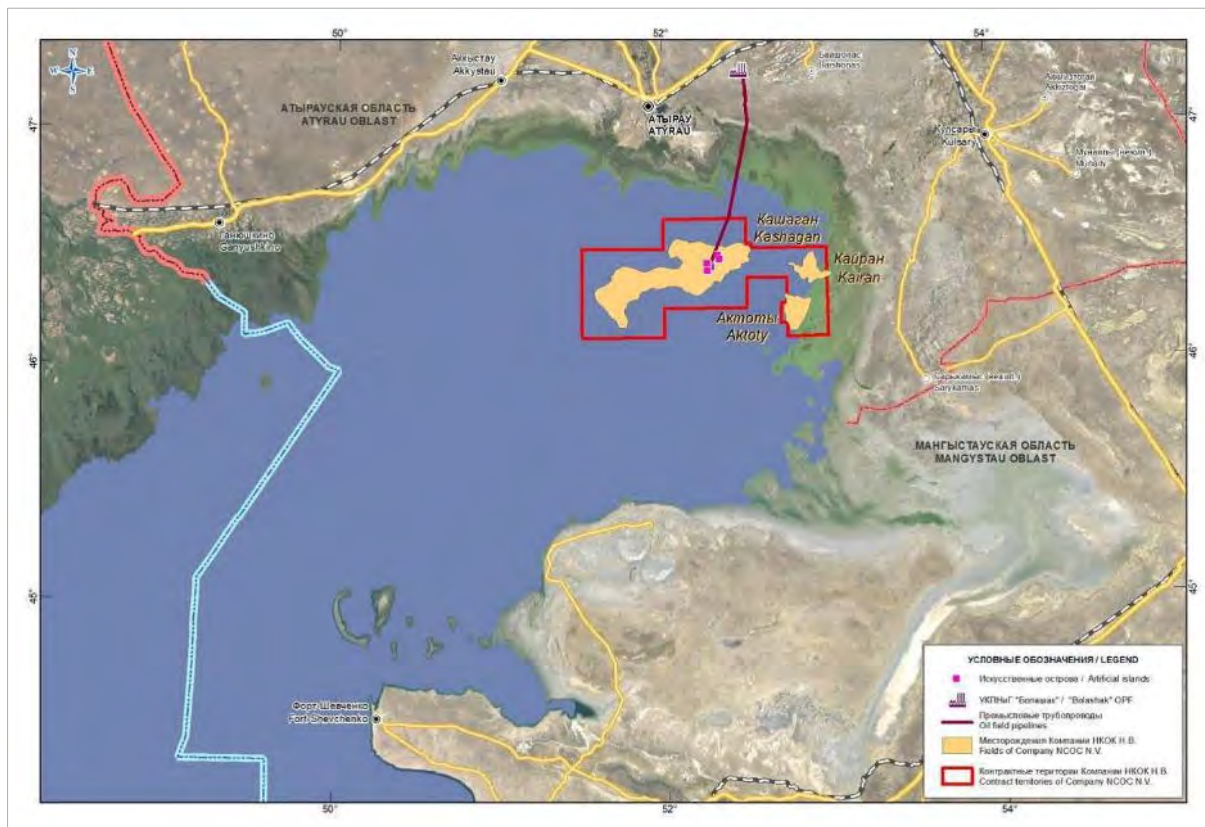 50°
52°
54°
N
W
E
S
47°
47°
46°
46°
45°
45°
50°
52°
54°
Аккыстау
Akkystau
АТЫРАУСКАЯ ОБЛАСТЬ
ATYRAU OBLAST
АТЫРАУ
ATYRAU
Кулсары
Kulsary
Ганюшкино
Ganyushkino
Кашаган
Kashagan
Кайран
Kairan
Актоты
Aktoty
Sarykamas
МАНГЫСТАУСКАЯ ОБЛАСТЬ
MANGYSTAU OBLAST
Форт-Шевченко
Fort-Shevchenko
УСЛОВНЫЕ ОБОЗНАЧЕНИЯ / LEGEND
Искусственные острова / Artificial islands
УКПНиГ "Болашак" / "Bolashak" OPF
Промысловые трубопроводы
Oil field pipelines
Месторождения Компании НКОК Н.В.
Fields of Company NCOC N.V.
Контрактные територии Компании НКОК Н.В.
Contract territories of Company NCOC N.V.